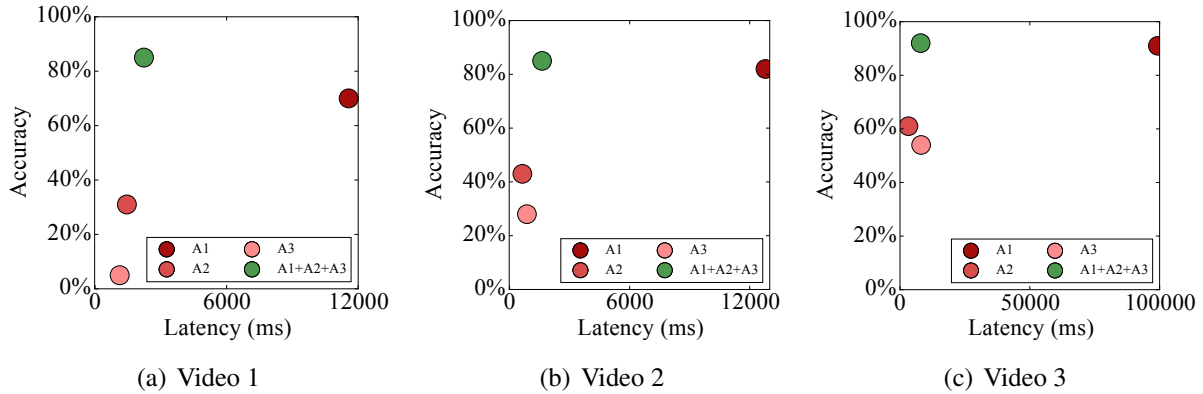 100%
80%
60%
40%
20%
0%
Accuracy
0 6000 12000
Latency (ms)
A1 A3
A2 A1+A2+A3
(a) Video 1
100%
80%
60%
40%
20%
0%
Accuracy
0 6000 12000
Latency (ms)
A1 A3
A2 A1+A2+A3
(b) Video 2
100%
80%
60%
40%
20%
0%
Accuracy
0 50000 100000
Latency (ms)
A1 A3
A2 A1+A2+A3
(c) Video 3